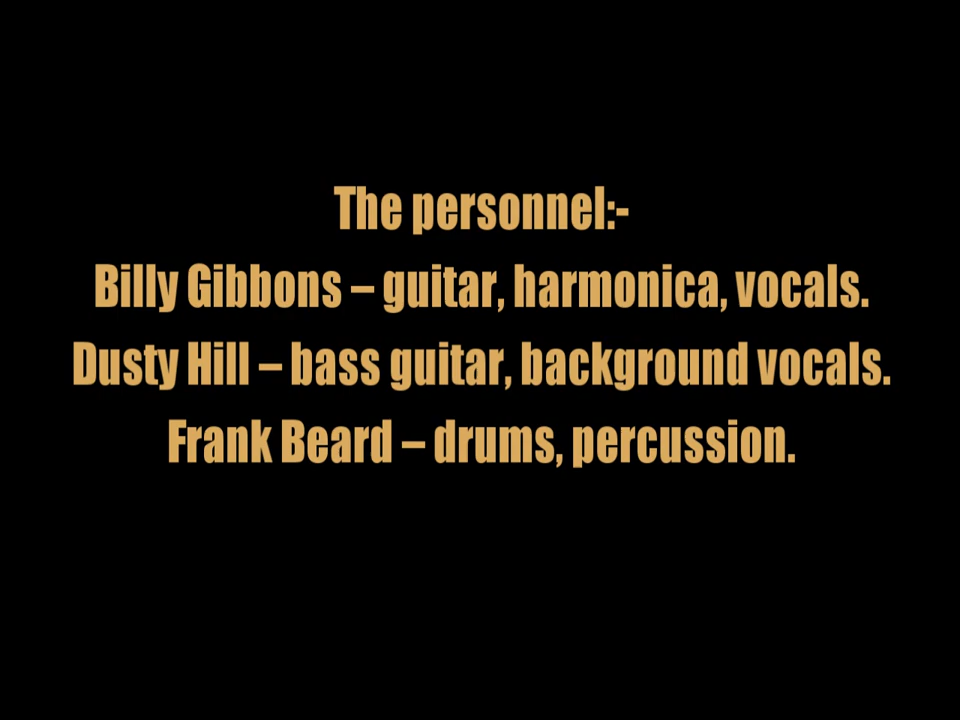 The personnel:-
Billy Gibbons – guitar, harmonica, vocals.
Dusty Hill – bass guitar, background vocals.
Frank Beard – drums, percussion.